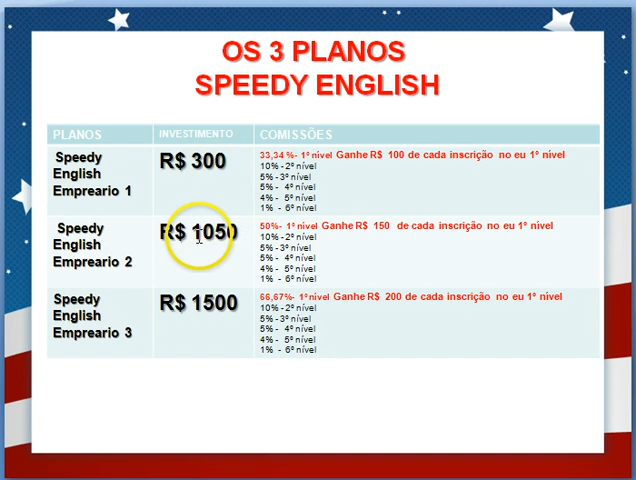 OS 3 PLANOS
SPEEDY ENGLISH
PLANOS INVESTIMENTO COMISSÕES
Speedy
English
Empreario 1
R$ 300
33,34 %- 1º nível Ganhe R$ 100 de cada inscrição no eu 1º nível
10% - 2º nível
5% - 3º nível
5% - 4º nível
4% - 5º nível
1% - 6º nível
Speedy
English
Empreario 2
R$ 1050
50%- 1º nível Ganhe R$ 150 de cada inscrição no eu 1º nível
10% - 2º nível
5% - 3º nível
5% - 4º nível
4% - 5º nível
1% - 6º nível
Speedy
English
Empreario 3
R$ 1500
66,67%- 1º nível Ganhe R$ 200 de cada inscrição no eu 1º nível
10% - 2º nível
5% - 3º nível
5% - 4º nível
4% - 5º nível
1% - 6º nível